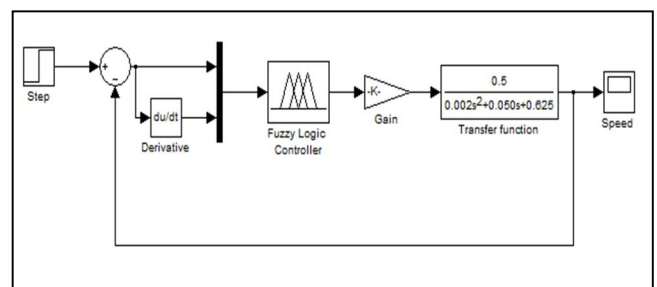 Step
+
−
du/dt
Derivative
Fuzzy Logic
Controller
-K-
Gain
0.5
0.002s2+0.050s+0.625
Transfer function
Speed